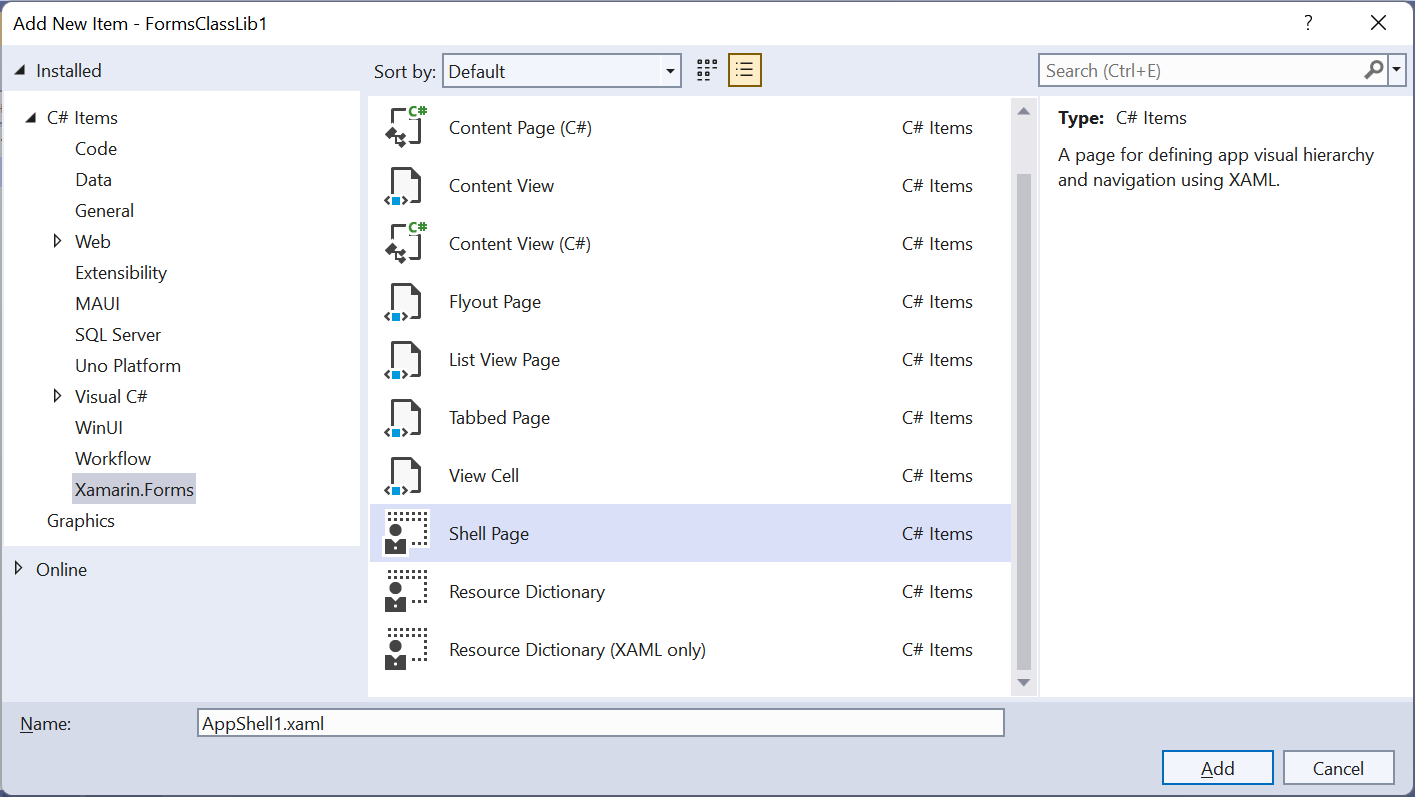 Add New Item - FormsClassLib1
?
Installed
Sort by: Default
Search (Ctrl+E)
C# Items
Code
Data
General
Web
Extensibility
MAUI
SQL Server
Uno Platform
Visual C#
WinUI
Workflow
Xamarin.Forms
Graphics
Online
C# Content Page (C#) C# Items
Content View C# Items
C# Content View (C#) C# Items
Flyout Page C# Items
List View Page C# Items
Tabbed Page C# Items
View Cell C# Items
Shell Page C# Items
Resource Dictionary C# Items
Resource Dictionary (XAML only) C# Items
Type: C# Items
A page for defining app visual hierarchy
and navigation using XAML.
Name: AppShell1.xaml
Add Cancel